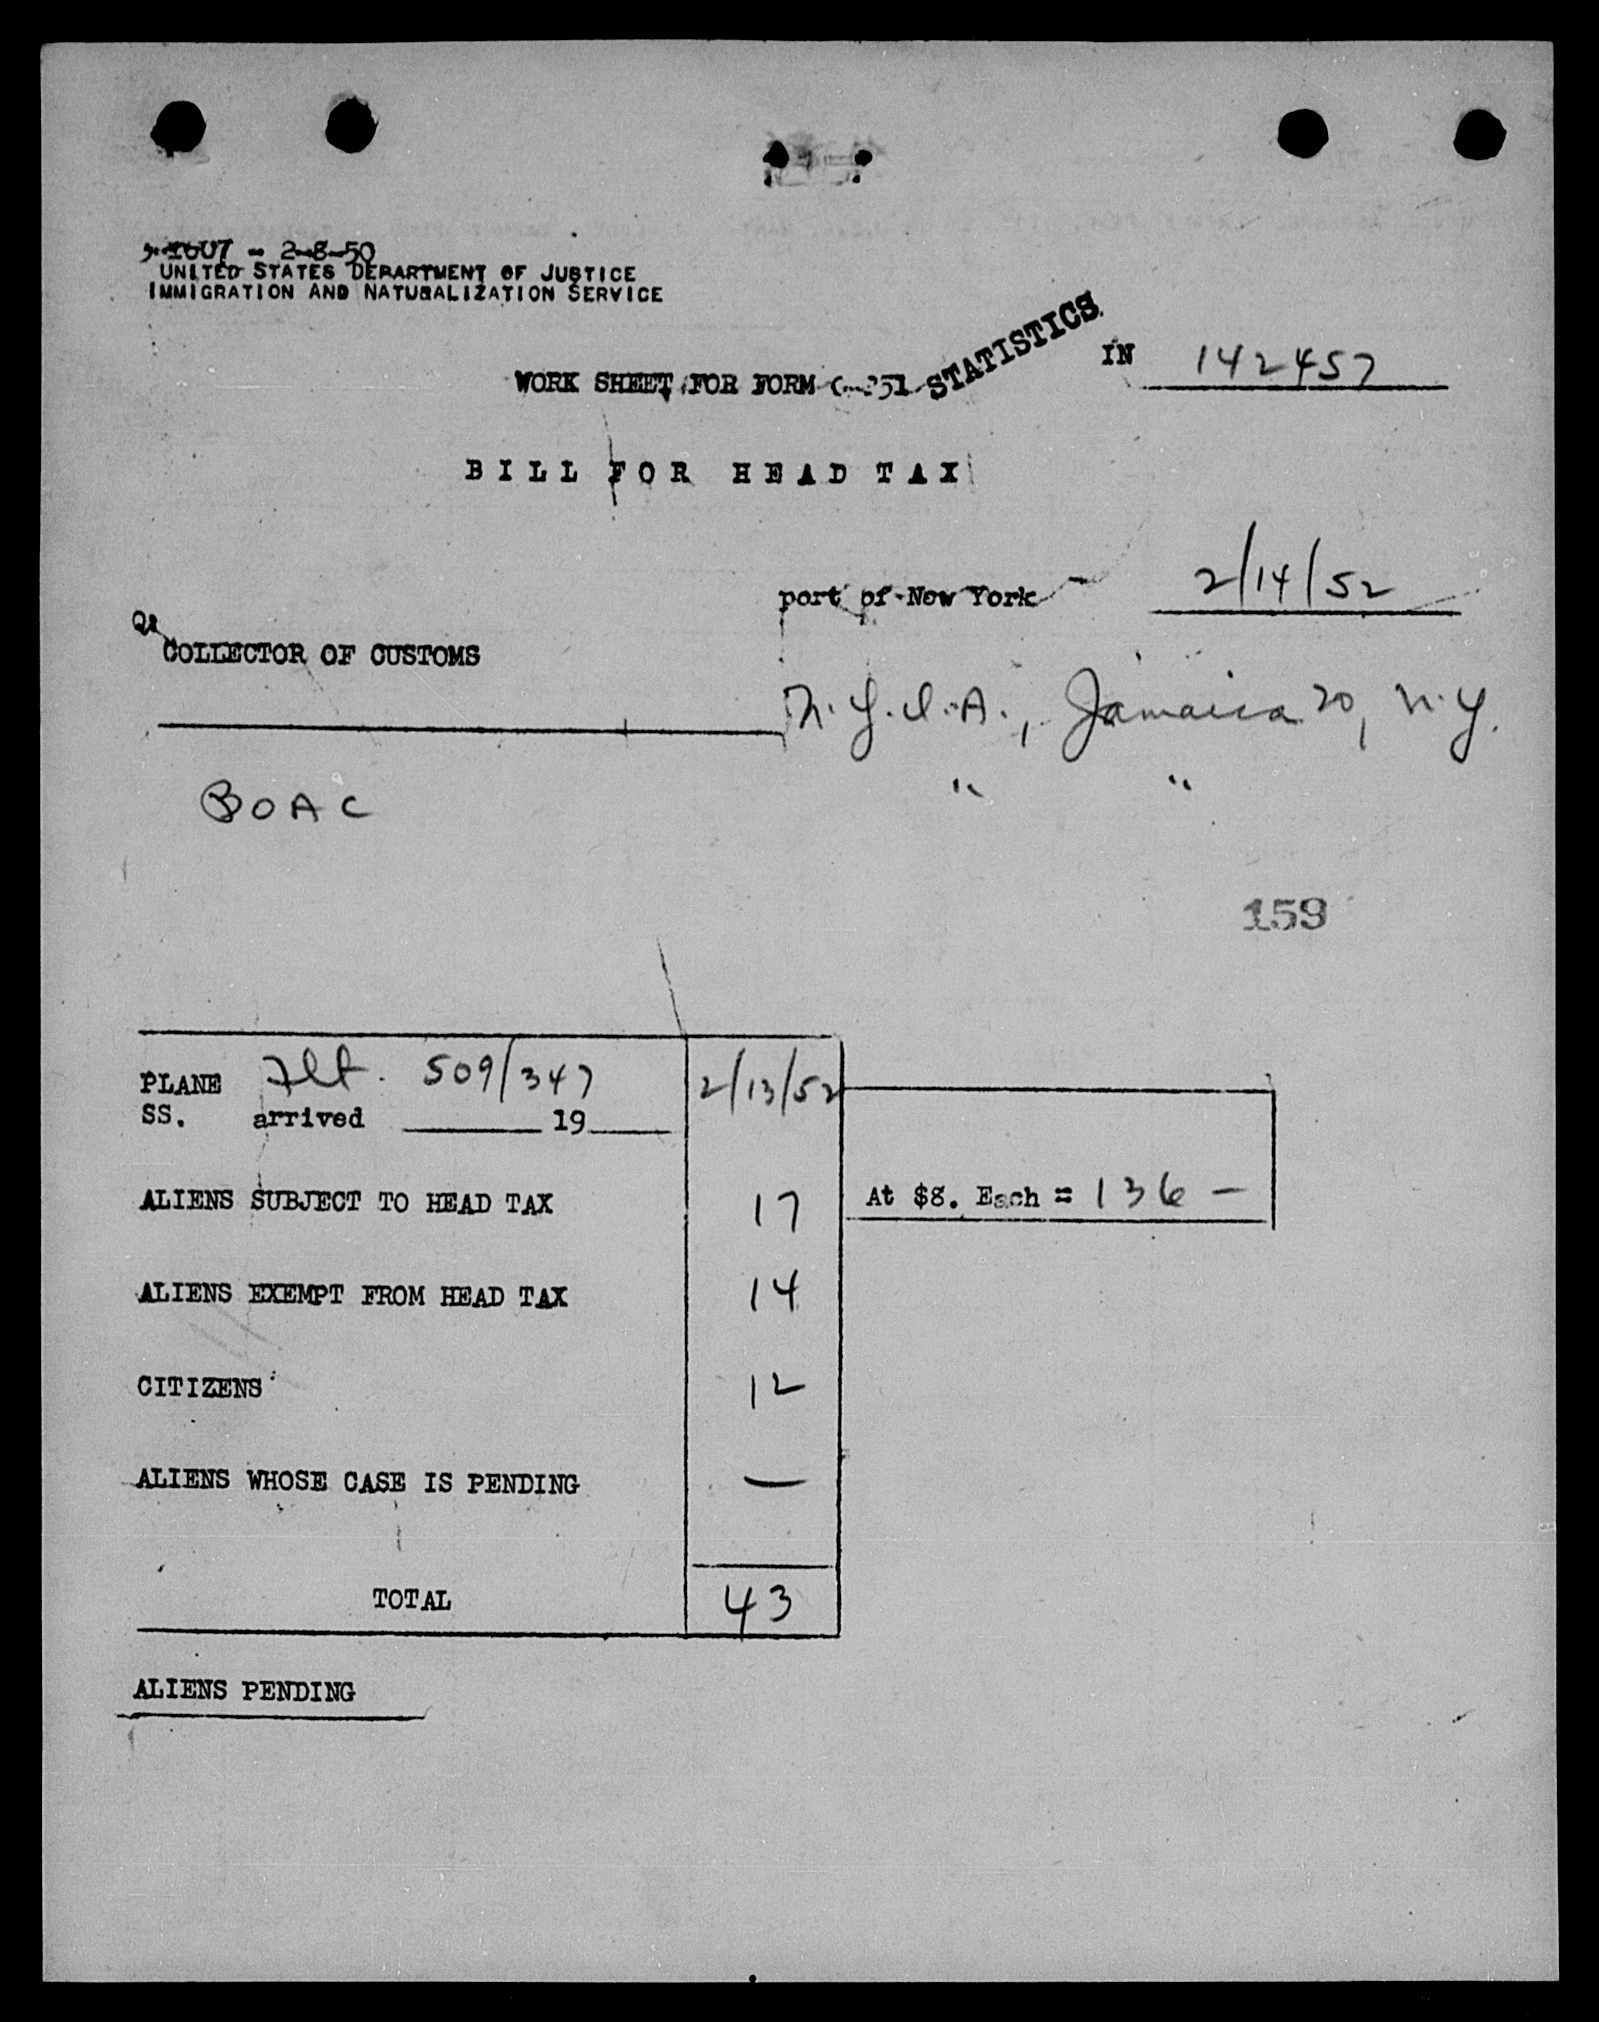 1607 - 2-8-50
UNITED STATES DEPARTMENT OF JUSTICE
IMMIGRATION AND NATURALIZATION SERVICE
WORK SHEET FOR FORM 51 STATISTICS
IN 142457
BILL FOR HEAD TAX
port of New York 2/14/52
COLLECTOR OF CUSTOMS
N.Y.I.A., Jamaica 20, N.Y.
BOAC " "
159
PLANE Flt. 509/347 2/13/52
SS. arrived 19
ALIENS SUBJECT TO HEAD TAX 17 At $8. Each = 136 -
ALIENS EXEMPT FROM HEAD TAX 14
CITIZENS 12
ALIENS WHOSE CASE IS PENDING —
TOTAL 43
ALIENS PENDING